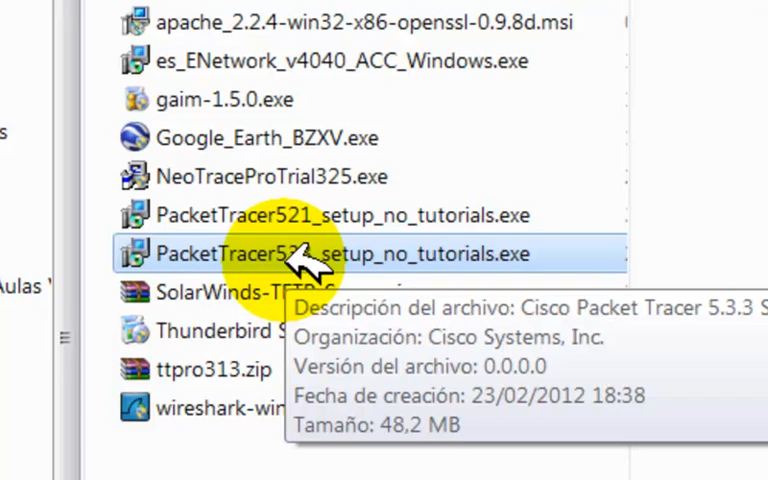 apache_2.2.4-win32-x86-openssl-0.9.8d.msi
es_ENetwork_v4040_ACC_Windows.exe
gaim-1.5.0.exe
s
Google_Earth_BZXV.exe
NeoTraceProTrial325.exe
PacketTracer521_setup_no_tutorials.exe
PacketTracer53 _setup_no_tutorials.exe
Aulas
SolarWinds-TFTP-S
Descripción del archivo: Cisco Packet Tracer 5.3.3 S
Thunderbird S
Organización: Cisco Systems, Inc.
Versión del archivo: 0.0.0.0
ttpro313.zip
Fecha de creación: 23/02/2012 18:38
wireshark-win
Tamaño: 48,2 MB